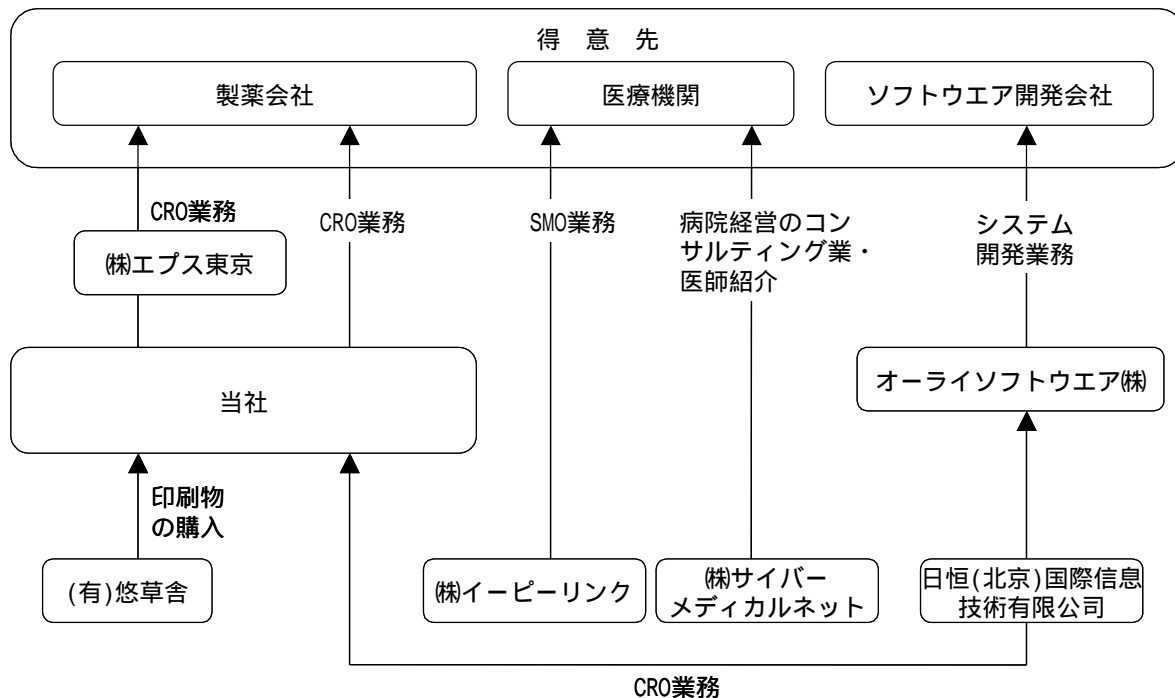 得 意 先
製薬会社
医療機関
ソフトウエア開発会社
CRO業務
CRO業務
SMO業務
病院経営のコン
サルティング業・
医師紹介
システム
開発業務
㈱エプス東京
当社
オーライソフトウエア㈱
印刷物
の購入
(有)悠草舎
㈱イーピーリンク
㈱サイバー
メディカルネット
日恒(北京)国際信息
技術有限公司
CRO業務